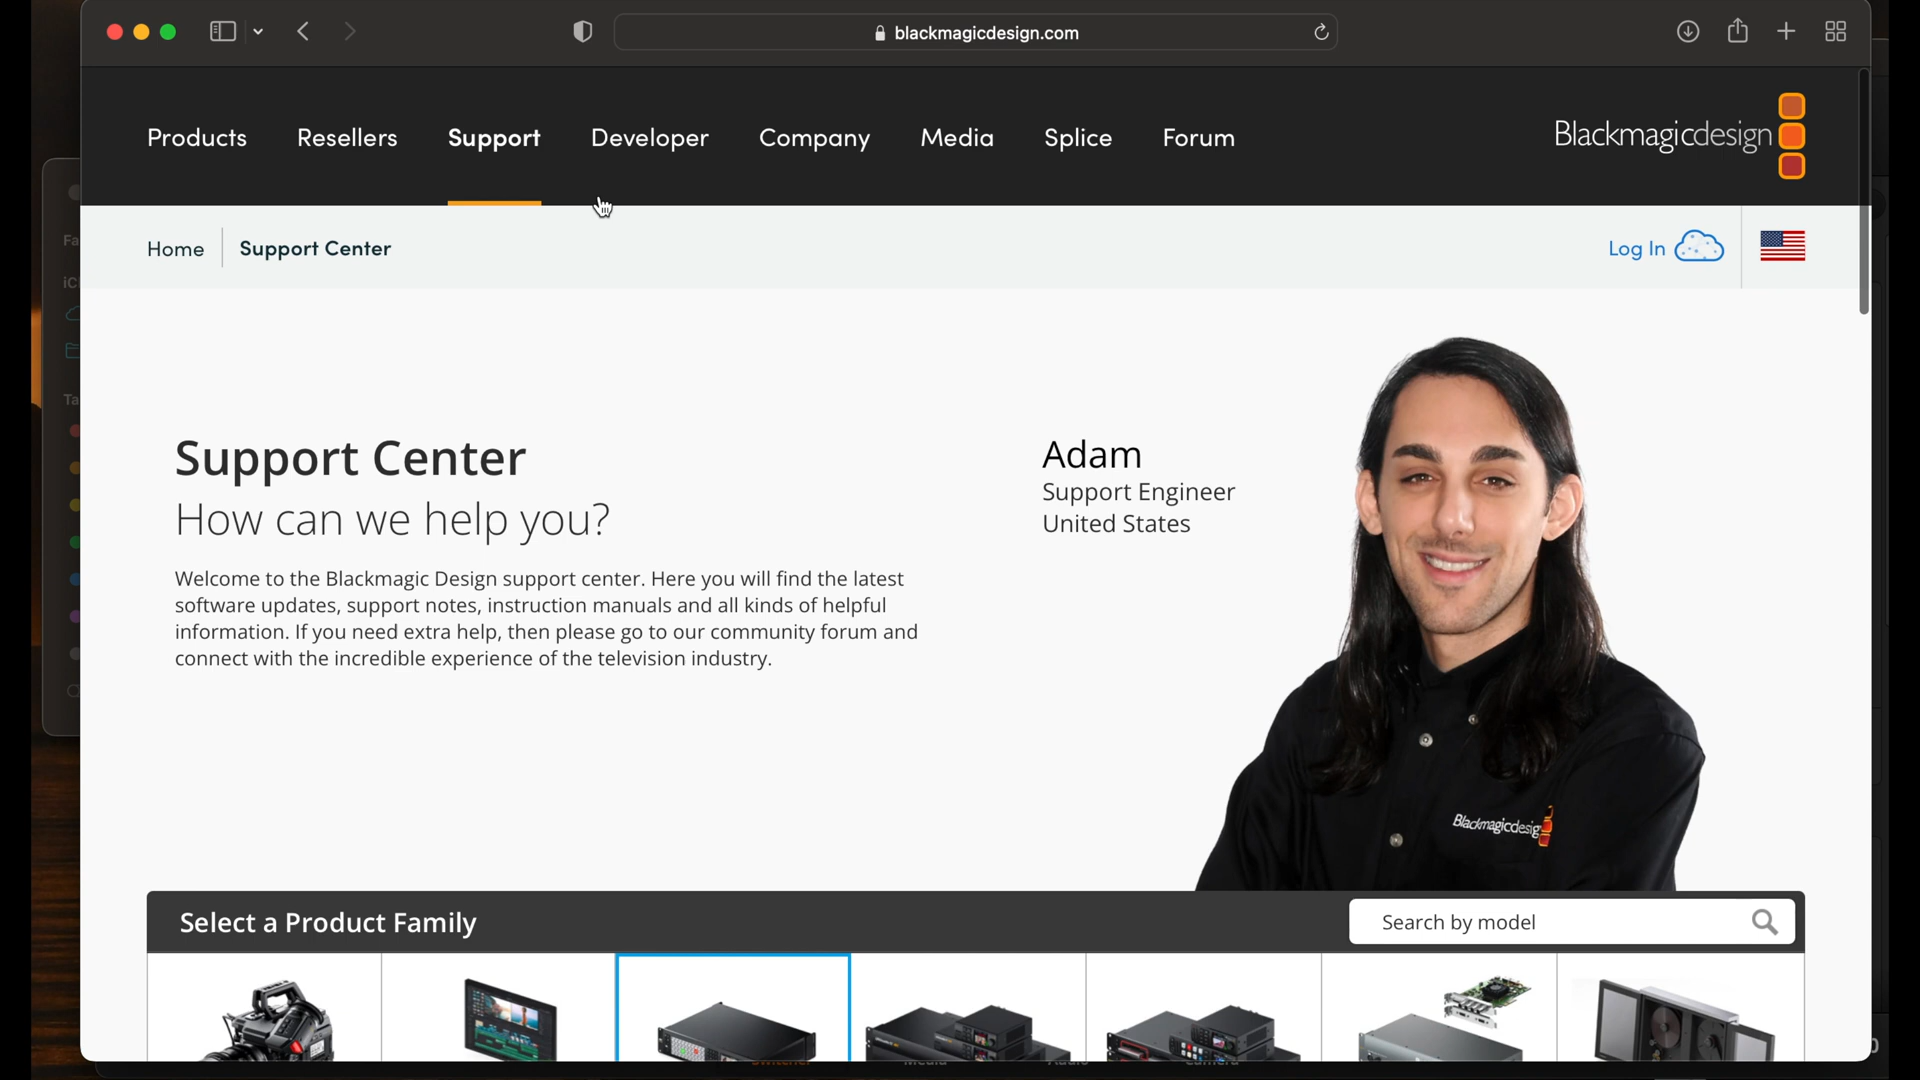 blackmagicdesign.com
Products
Resellers
Support
Developer
Company
Media
Splice
Forum
Blackmagicdesign
Home
Support Center
Log In
Fa
iCl
Ta
Support Center
How can we help you?
Welcome to the Blackmagic Design support center. Here you will find the latest
software updates, support notes, instruction manuals and all kinds of helpful
information. If you need extra help, then please go to our community forum and
connect with the incredible experience of the television industry.
Adam
Support Engineer
United States
Blackmagicdesign
Select a Product Family
Search by model